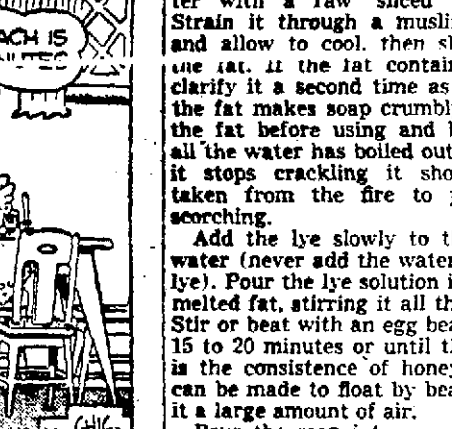 ACH IS
ter with a raw sliced
Strain it through a musli
and allow to cool. then sl
the fat. If the fat contain
clarify it a second time as
the fat makes soap crumbl
the fat before using and
all the water has boiled out
it stops crackling it sho
taken from the fire to
scorching.
Add the lye slowly to t
water (never add the water
lye). Pour the lye solution i
melted fat, stirring it all th
Stir or beat with an egg bea
15 to 20 minutes or until t
is the consistence of honey
can be made to float by bea
it a large amount of air.